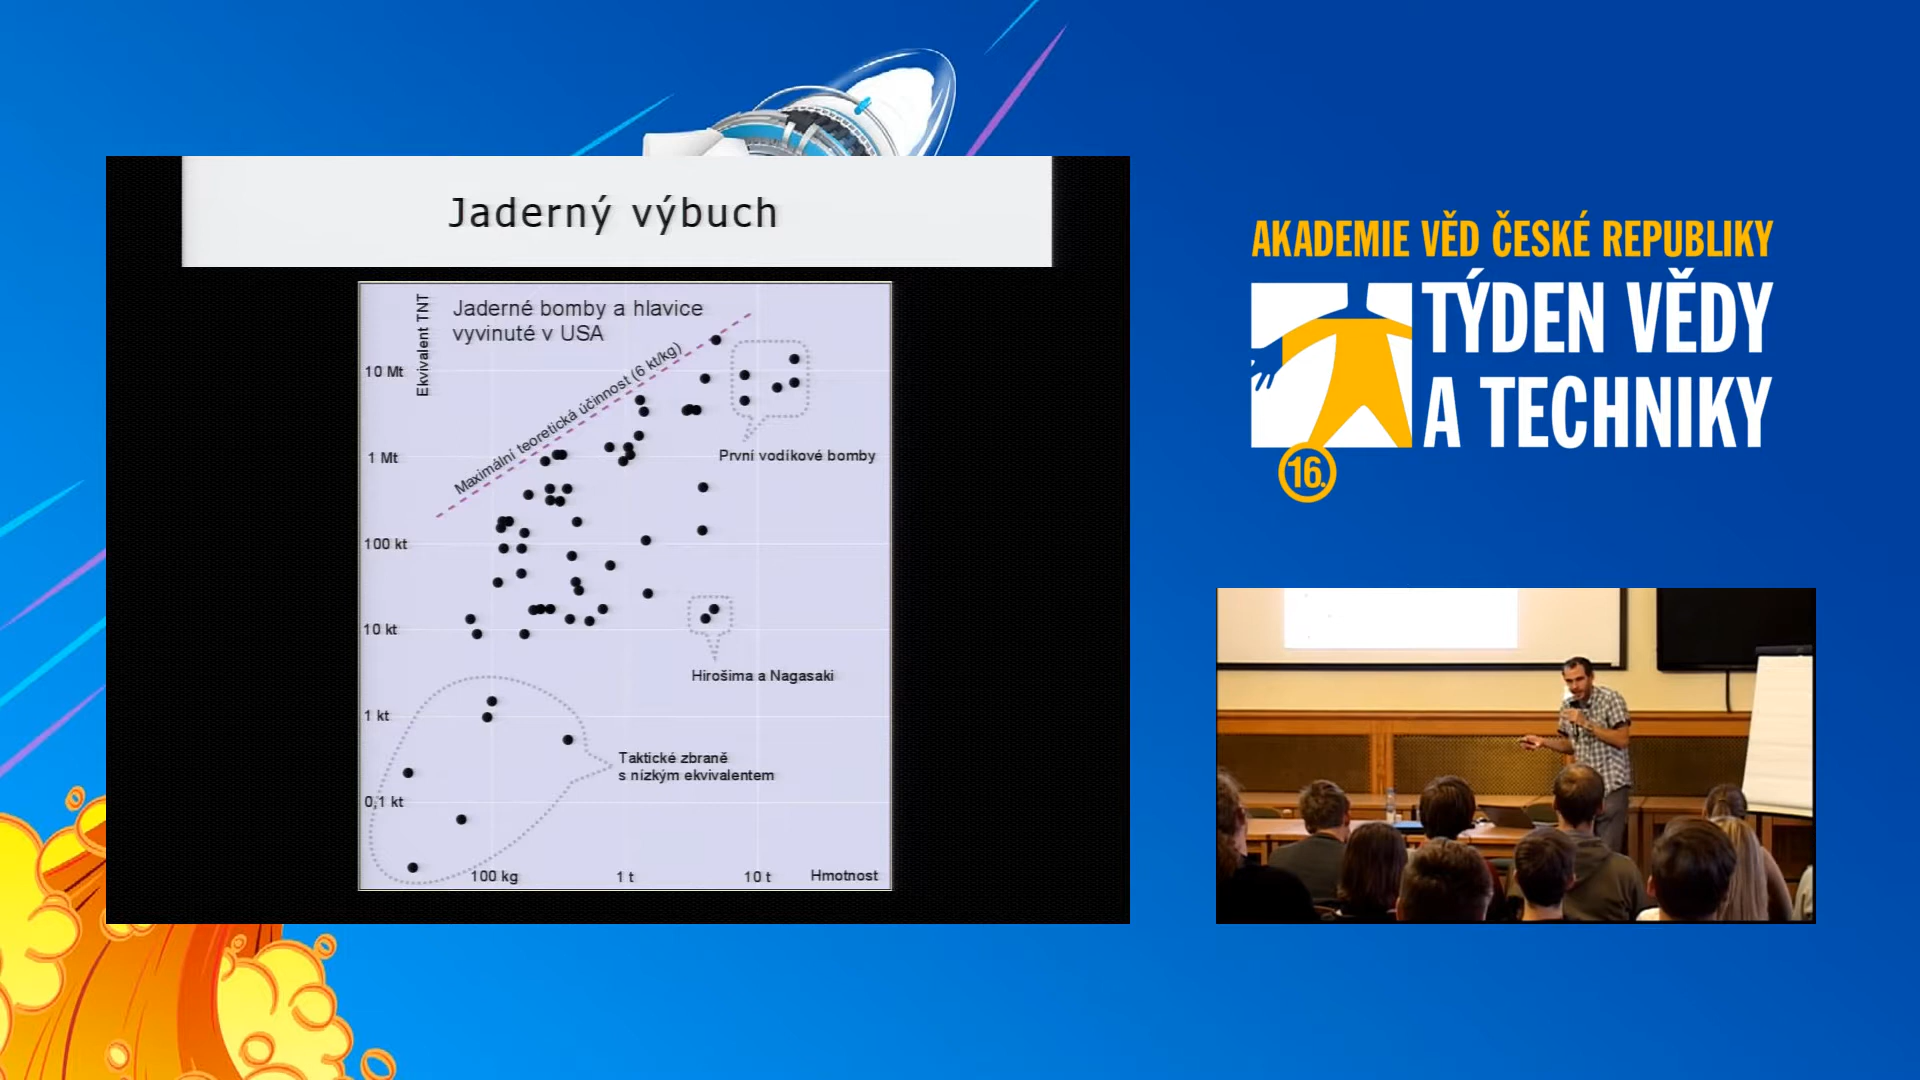 Jaderný výbuch
Jaderné bomby a hlavice
vyvinuté v USA
Ekvivalent TNT
10 Mt
1 Mt
100 kt
10 kt
1 kt
0,1 kt
Maximální teoretická účinnost (6 kt/kg)
První vodíkové bomby
Hirošima a Nagasaki
Taktické zbraně
s nízkým ekvivalentem
100 kg
1 t
10 t
Hmotnost
AKADEMIE VĚD ČESKÉ REPUBLIKY
TÝDEN VĚDY
A TECHNIKY
16.